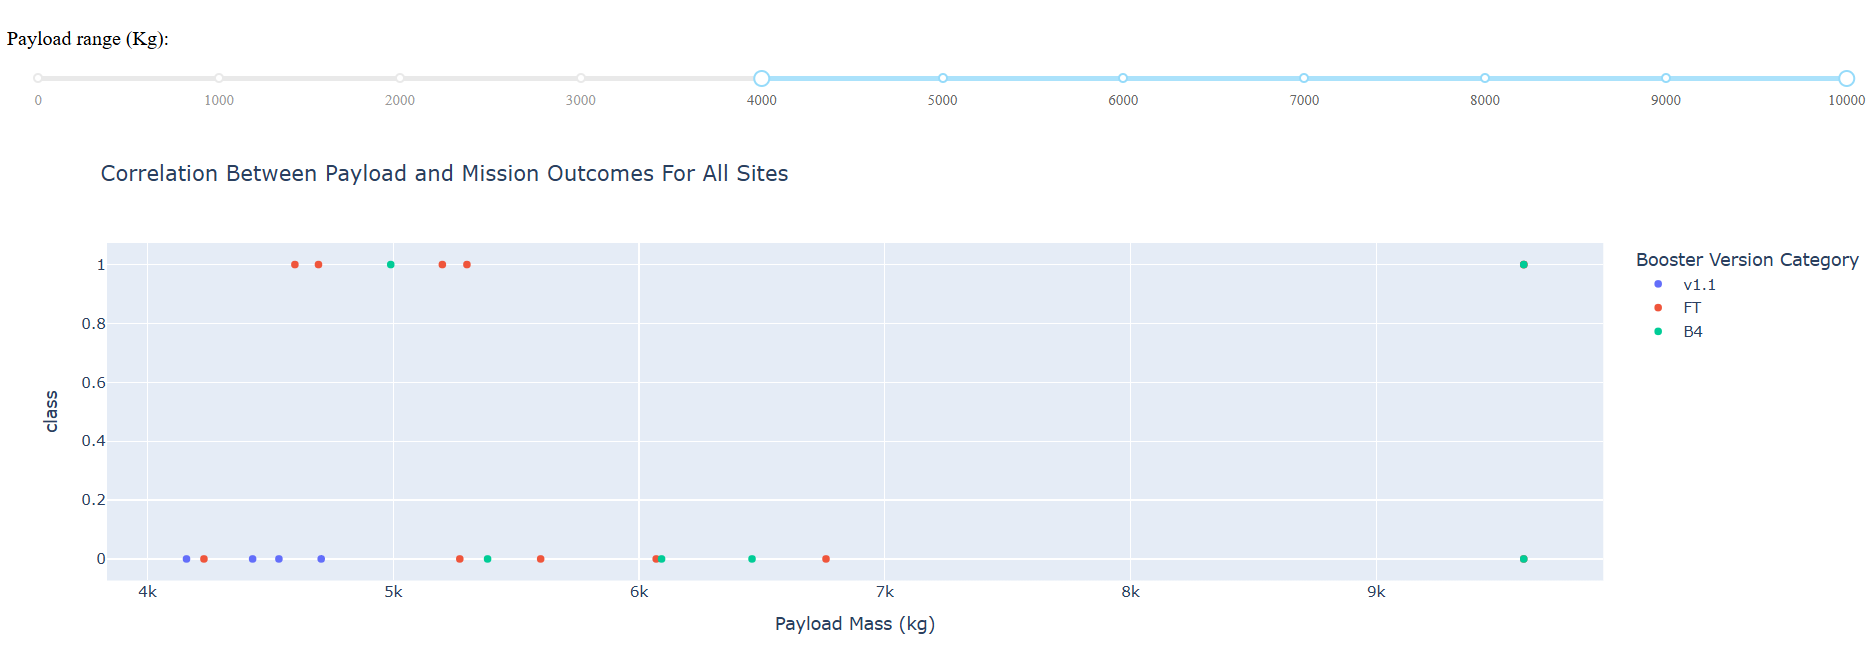 Payload range (Kg):
0 1000 2000 3000 4000 5000 6000 7000 8000 9000 10000
Correlation Between Payload and Mission Outcomes For All Sites
1
0.8
0.6
0.4
0.2
0
class
4k 5k 6k 7k 8k 9k
Payload Mass (kg)
Booster Version Category
v1.1
FT
B4